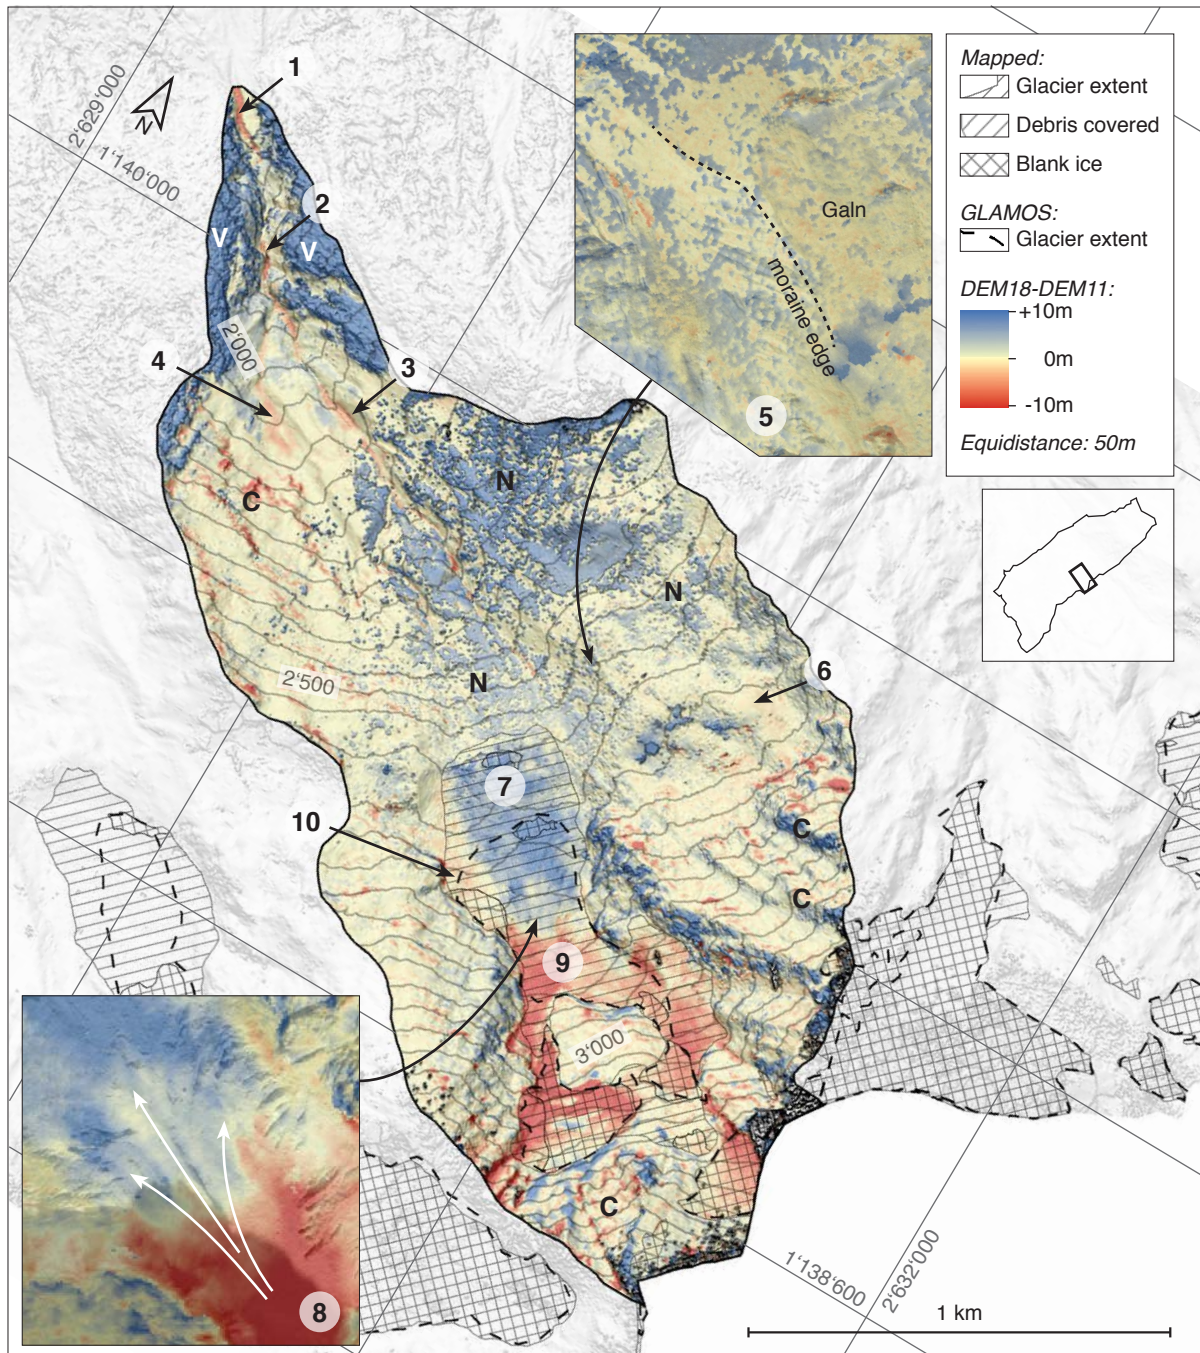 1
2'629'000
1'140'000
N
2
V
V
2'000
4
3
C
N
N
N
2'500
6
7
10
C
C
9
3'000
C
8
5
Galn
moraine edge
Mapped:
Glacier extent
Debris covered
Blank ice
GLAMOS:
Glacier extent
DEM18-DEM11:
+10m
0m
-10m
Equidistance: 50m
1'138'600
2'632'000
1 km